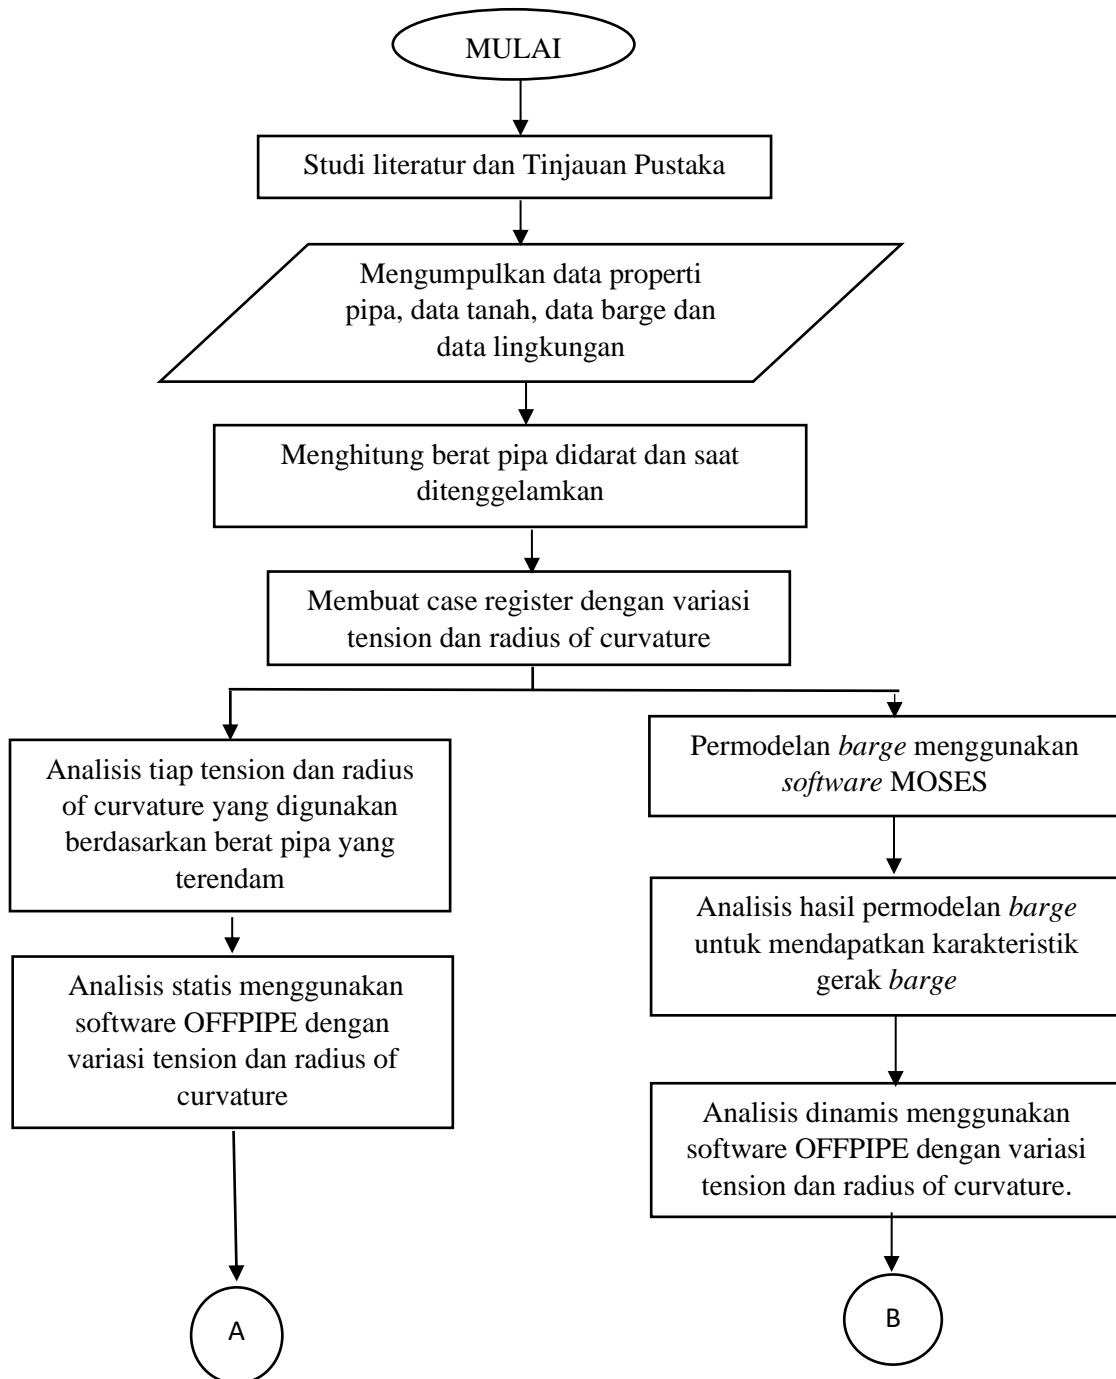 MULAI
Studi literatur dan Tinjauan Pustaka
Mengumpulkan data properti
pipa, data tanah, data barge dan
data lingkungan
Menghitung berat pipa didarat dan saat
ditenggelamkan
Membuat case register dengan variasi
tension dan radius of curvature
Analisis tiap tension dan radius
of curvature yang digunakan
berdasarkan berat pipa yang
terendam
Analisis statis menggunakan
software OFFPIPE dengan
variasi tension dan radius of
curvature
A
Permodelan barge menggunakan
software MOSES
Analisis hasil permodelan barge
untuk mendapatkan karakteristik
gerak barge
Analisis dinamis menggunakan
software OFFPIPE dengan variasi
tension dan radius of curvature.
B